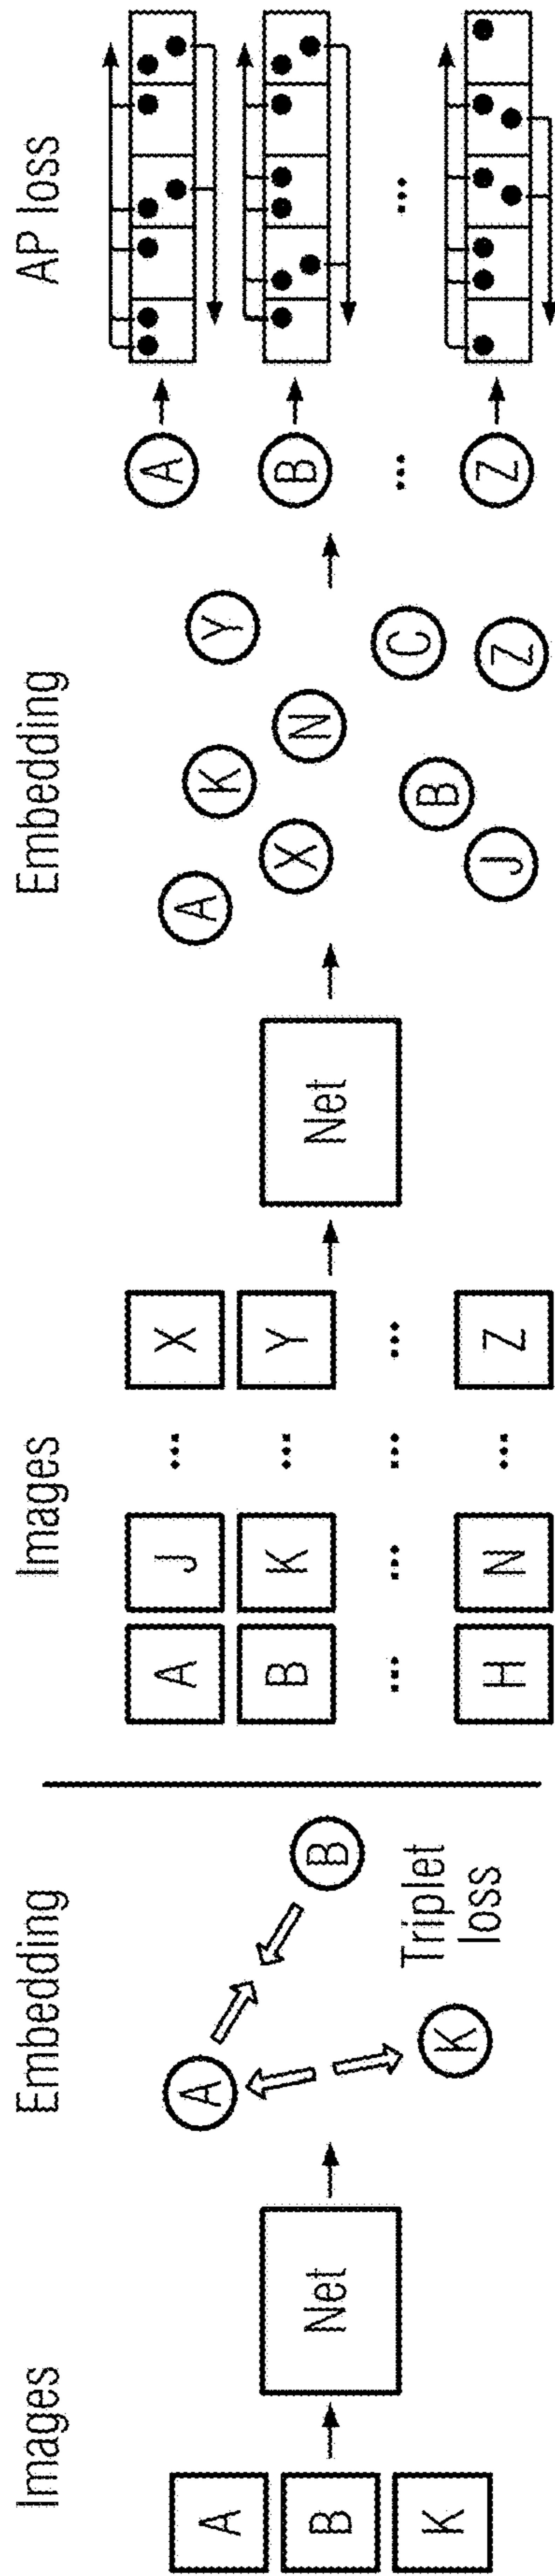 Images
Embedding
A
B
K
Net
A
B
K
Triplet
loss
Images
Embedding
AP loss
A J ... X
B K ... Y
... ... ... ...
H N ... Z
Net
A
K
Y
X
N
B
C
J
Z
A
B
...
Z
...